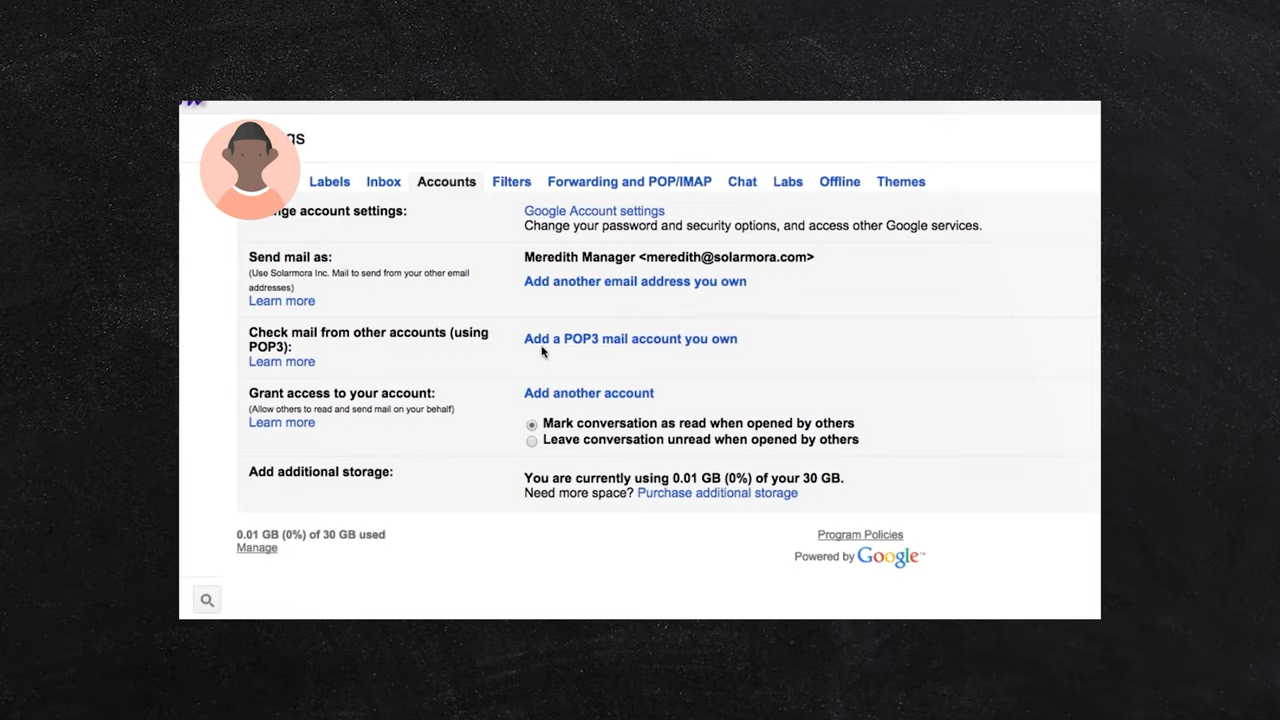 gs
Labels Inbox Accounts Filters Forwarding and POP/IMAP Chat Labs Offline Themes
nge account settings:
Google Account settings
Change your password and security options, and access other Google services.
Send mail as:
(Use Solarmora Inc. Mail to send from your other email
addresses)
Learn more
Meredith Manager <meredith@solarmora.com>
Add another email address you own
Check mail from other accounts (using
POP3):
Learn more
Add a POP3 mail account you own
Grant access to your account:
(Allow others to read and send mail on your behalf)
Learn more
Add another account
Mark conversation as read when opened by others
Leave conversation unread when opened by others
Add additional storage:
You are currently using 0.01 GB (0%) of your 30 GB.
Need more space? Purchase additional storage
0.01 GB (0%) of 30 GB used
Manage
Program Policies
Powered by Google™